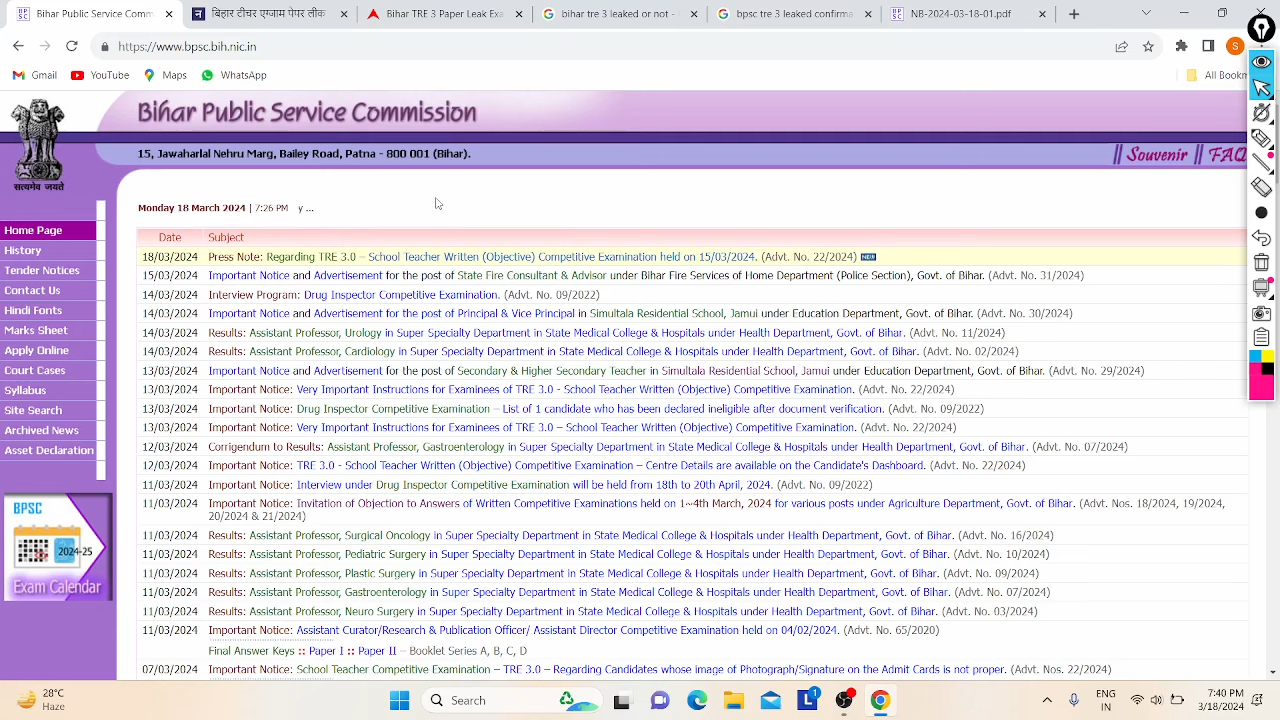 बिहार टीचर एग्जाम पेपर लीक
Bihar TRE 3 Paper Leak Exa
bihar tre 3 leaked or not -
bpsc tre 3 leaked confirma
NB-2024-03-18-01.pdf
https://www.bpsc.bih.nic.in
Gmail YouTube Maps WhatsApp All Bookm
Bihar Public Service Commission
15, Jawaharlal Nehru Marg, Bailey Road, Patna - 800 001 (Bihar).
|| Souvenir || FAQ
सत्यमेव जयते
Monday 18 March 2024 | 7:26 PM y ...
Home Page
History
Tender Notices
Contact Us
Hindi Fonts
Marks Sheet
Apply Online
Court Cases
Syllabus
Site Search
Archived News
Asset Declaration
BPSC
2024-25
Exam Calendar
Date Subject
18/03/2024 Press Note: Regarding TRE 3.0 – School Teacher Written (Objective) Competitive Examination held on 15/03/2024. (Advt. No. 22/2024) NEW
15/03/2024 Important Notice and Advertisement for the post of State Fire Consultant & Advisor under Bihar Fire Services of Home Department (Police Section), Govt. of Bihar. (Advt. No. 31/2024)
14/03/2024 Interview Program: Drug Inspector Competitive Examination. (Advt. No. 09/2022)
14/03/2024 Important Notice and Advertisement for the post of Principal & Vice Principal in Simultala Residential School, Jamui under Education Department, Govt. of Bihar. (Advt. No. 30/2024)
14/03/2024 Results: Assistant Professor, Urology in Super Specialty Department in State Medical College & Hospitals under Health Department, Govt. of Bihar. (Advt. No. 11/2024)
14/03/2024 Results: Assistant Professor, Cardiology in Super Specialty Department in State Medical College & Hospitals under Health Department, Govt. of Bihar. (Advt. No. 02/2024)
13/03/2024 Important Notice and Advertisement for the post of Secondary & Higher Secondary Teacher in Simultala Residential School, Jamui under Education Department, Govt. of Bihar. (Advt. No. 29/2024)
13/03/2024 Important Notice: Very Important Instructions for Examinees of TRE 3.0 - School Teacher Written (Objective) Competitive Examination. (Advt. No. 22/2024)
13/03/2024 Important Notice: Drug Inspector Competitive Examination – List of 1 candidate who has been declared ineligible after document verification. (Advt. No. 09/2022)
13/03/2024 Important Notice: Very Important Instructions for Examinees of TRE 3.0 – School Teacher Written (Objective) Competitive Examination. (Advt. No. 22/2024)
12/03/2024 Corrigendum to Results: Assistant Professor, Gastroenterology in Super Specialty Department in State Medical College & Hospitals under Health Department, Govt. of Bihar. (Advt. No. 07/2024)
12/03/2024 Important Notice: TRE 3.0 - School Teacher Written (Objective) Competitive Examination – Centre Details are available on the Candidate's Dashboard. (Advt. No. 22/2024)
11/03/2024 Important Notice: Interview under Drug Inspector Competitive Examination will be held from 18th to 20th April, 2024. (Advt. No. 09/2022)
11/03/2024 Important Notice: Invitation of Objection to Answers of Written Competitive Examinations held on 1~4th March, 2024 for various posts under Agriculture Department, Govt. of Bihar. (Advt. Nos. 18/2024, 19/2024,
20/2024 & 21/2024)
11/03/2024 Results: Assistant Professor, Surgical Oncology in Super Specialty Department in State Medical College & Hospitals under Health Department, Govt. of Bihar. (Advt. No. 16/2024)
11/03/2024 Results: Assistant Professor, Pediatric Surgery in Super Specialty Department in State Medical College & Hospitals under Health Department, Govt. of Bihar. (Advt. No. 10/2024)
11/03/2024 Results: Assistant Professor, Plastic Surgery in Super Specialty Department in State Medical College & Hospitals under Health Department, Govt. of Bihar. (Advt. No. 09/2024)
11/03/2024 Results: Assistant Professor, Gastroenterology in Super Specialty Department in State Medical College & Hospitals under Health Department, Govt. of Bihar. (Advt. No. 07/2024)
11/03/2024 Results: Assistant Professor, Neuro Surgery in Super Specialty Department in State Medical College & Hospitals under Health Department, Govt. of Bihar. (Advt. No. 03/2024)
11/03/2024 Important Notice: Assistant Curator/Research & Publication Officer/ Assistant Director Competitive Examination held on 04/02/2024. (Advt. No. 65/2020)
Final Answer Keys :: Paper I :: Paper II – Booklet Series A, B, C, D
07/03/2024 Important Notice: School Teacher Competitive Examination – TRE 3.0 – Regarding Candidates whose image of Photograph/Signature on the Admit Cards is not proper. (Advt. Nos. 22/2024)
28°C
Haze
Search
ENG
IN
7:40 PM
3/18/2024